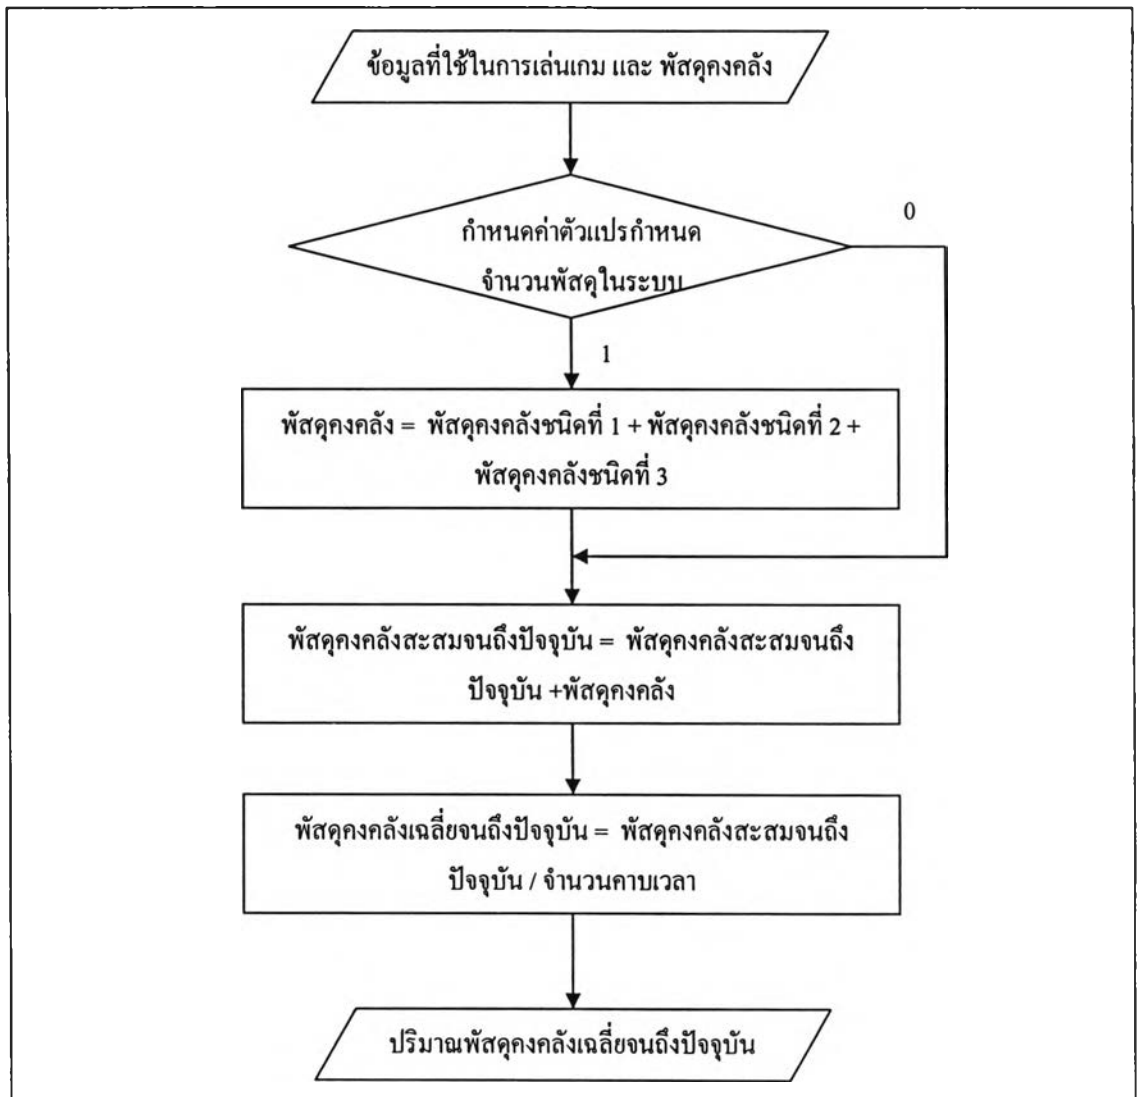 ข้อมูลที่ใช้ในการเล่นเกม และ พัสดุคงคลัง
0
กำหนดค่าตัวแปรกำหนด
จำนวนพัสดุในระบบ
1
พัสดุคงคลัง = พัสดุคงคลังชนิดที่ 1 + พัสดุคงคลังชนิดที่ 2 +
พัสดุคงคลังชนิดที่ 3
พัสดุคงคลังสะสมจนถึงปัจจุบัน = พัสดุคงคลังสะสมจนถึง
ปัจจุบัน +พัสดุคงคลัง
พัสดุคงคลังเฉลี่ยจนถึงปัจจุบัน = พัสดุคงคลังสะสมจนถึง
ปัจจุบัน / จำนวนคาบเวลา
ปริมาณพัสดุคงคลังเฉลี่ยจนถึงปัจจุบัน